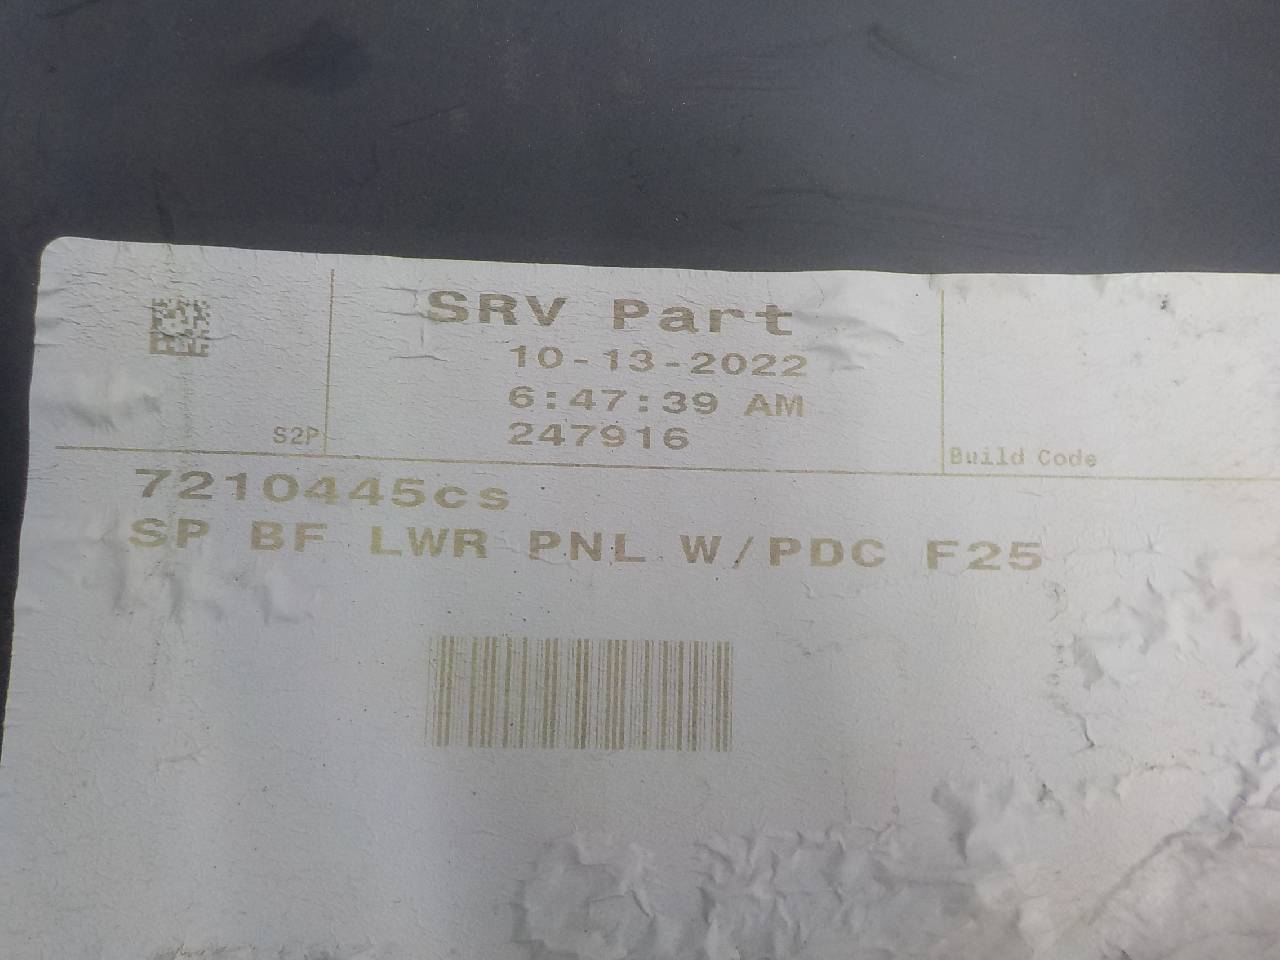 SRV Part
10-13-2022
6:47:39 AM
247916
S2P
Build Code
7210445cs
SP BF LWR PNL W/PDC F25